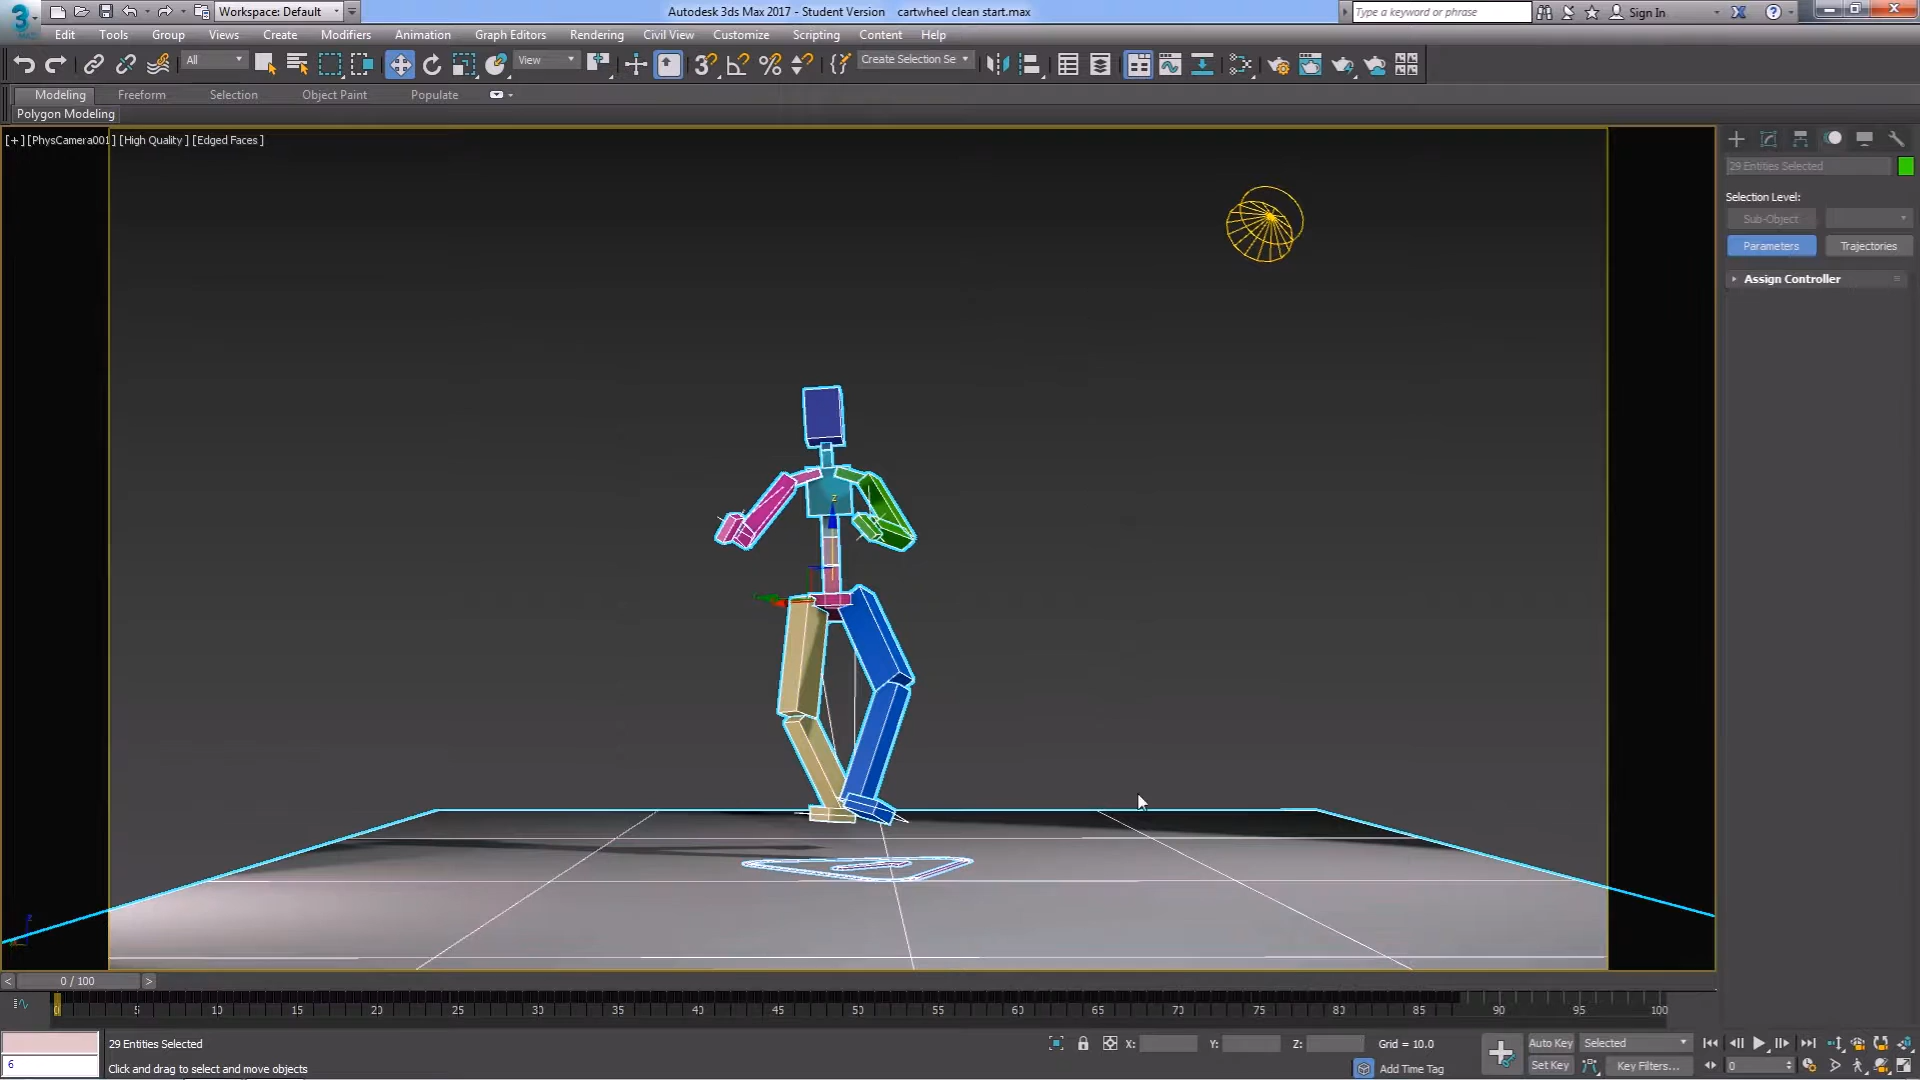 Workspace: Default
Autodesk 3ds Max 2017 - Student Version cartwheel clean start.max
Type a keyword or phrase
Sign In
3
MAX
Edit Tools Group Views Create Modifiers Animation Graph Editors Rendering Civil View Customize Scripting Content Help
All
View
Create Selection Se
Modeling Freeform Selection Object Paint Populate
Polygon Modeling
[+] [PhysCamera001] [High Quality] [Edged Faces]
29 Entities Selected
Selection Level:
Sub-Object
Parameters Trajectories
Assign Controller
z
z
< 0 / 100 >
0 5 10 15 20 25 30 35 40 45 50 55 60 65 70 75 80 85 90 95 100
29 Entities Selected
X: Y: Z: Grid = 10.0
Auto Key Selected
6
Click and drag to select and move objects
Add Time Tag
Set Key Key Filters...
0